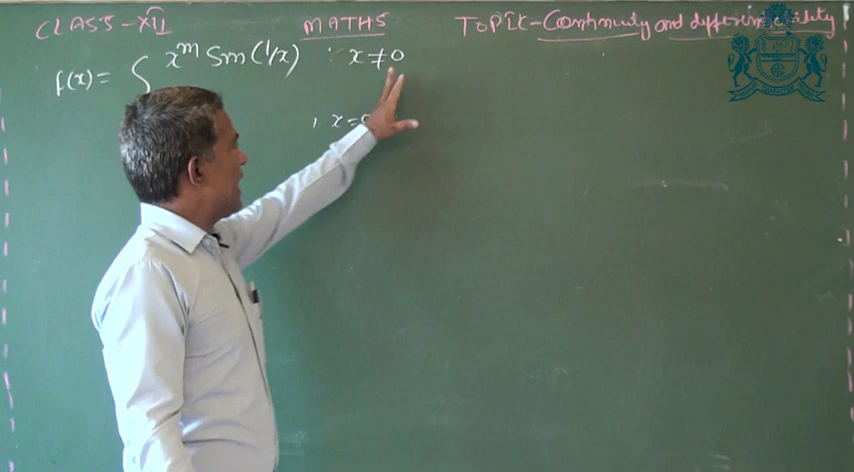 CLASS-XII MATHS TOPIC-Continuity and differentiability
f(x) = { x^m Sin(1/x) : x≠0
, x=0